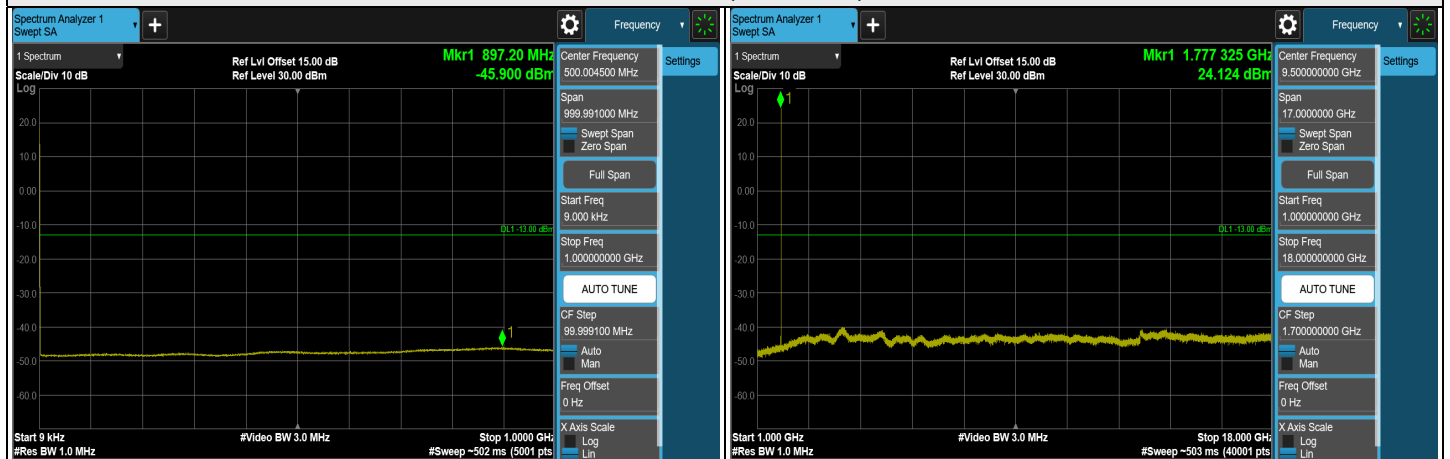 Spectrum Analyzer 1
Swept SA
+
Frequency
1 Spectrum
Scale/Div 10 dB
Log
Ref Lvl Offset 15.00 dB
Ref Level 30.00 dBm
Mkr1 897.20 MHz
-45.900 dBm
20.0
10.0
0.00
-10.0
-20.0
-30.0
-40.0
-50.0
-60.0
DL1 -13.00 dBm
1
Start 9 kHz
#Res BW 1.0 MHz
#Video BW 3.0 MHz
Stop 1.0000 GHz
#Sweep ~502 ms (5001 pts
Center Frequency
500.004500 MHz
Span
999.991000 MHz
Swept Span
Zero Span
Full Span
Start Freq
9.000 kHz
Stop Freq
1.000000000 GHz
AUTO TUNE
CF Step
99.999100 MHz
Auto
Man
Freq Offset
0 Hz
X Axis Scale
Log
Lin
Settings
Spectrum Analyzer 1
Swept SA
+
Frequency
1 Spectrum
Scale/Div 10 dB
Log
Ref Lvl Offset 15.00 dB
Ref Level 30.00 dBm
Mkr1 1.777 325 GHz
24.124 dBm
1
20.0
10.0
0.00
-10.0
-20.0
-30.0
-40.0
-50.0
-60.0
DL1 -13.00 dBm
Start 1.000 GHz
#Res BW 1.0 MHz
#Video BW 3.0 MHz
Stop 18.000 GHz
#Sweep ~503 ms (40001 pts
Center Frequency
9.500000000 GHz
Span
17.0000000 GHz
Swept Span
Zero Span
Full Span
Start Freq
1.000000000 GHz
Stop Freq
18.000000000 GHz
AUTO TUNE
CF Step
1.700000000 GHz
Auto
Man
Freq Offset
0 Hz
X Axis Scale
Log
Lin
Settings